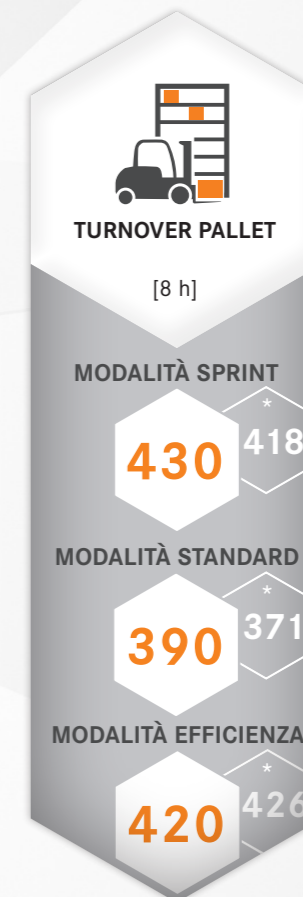 TURNOVER PALLET
[8 h]
MODALITÀ SPRINT
*
430 418
MODALITÀ STANDARD
*
390 371
MODALITÀ EFFICIENZA
*
420 426